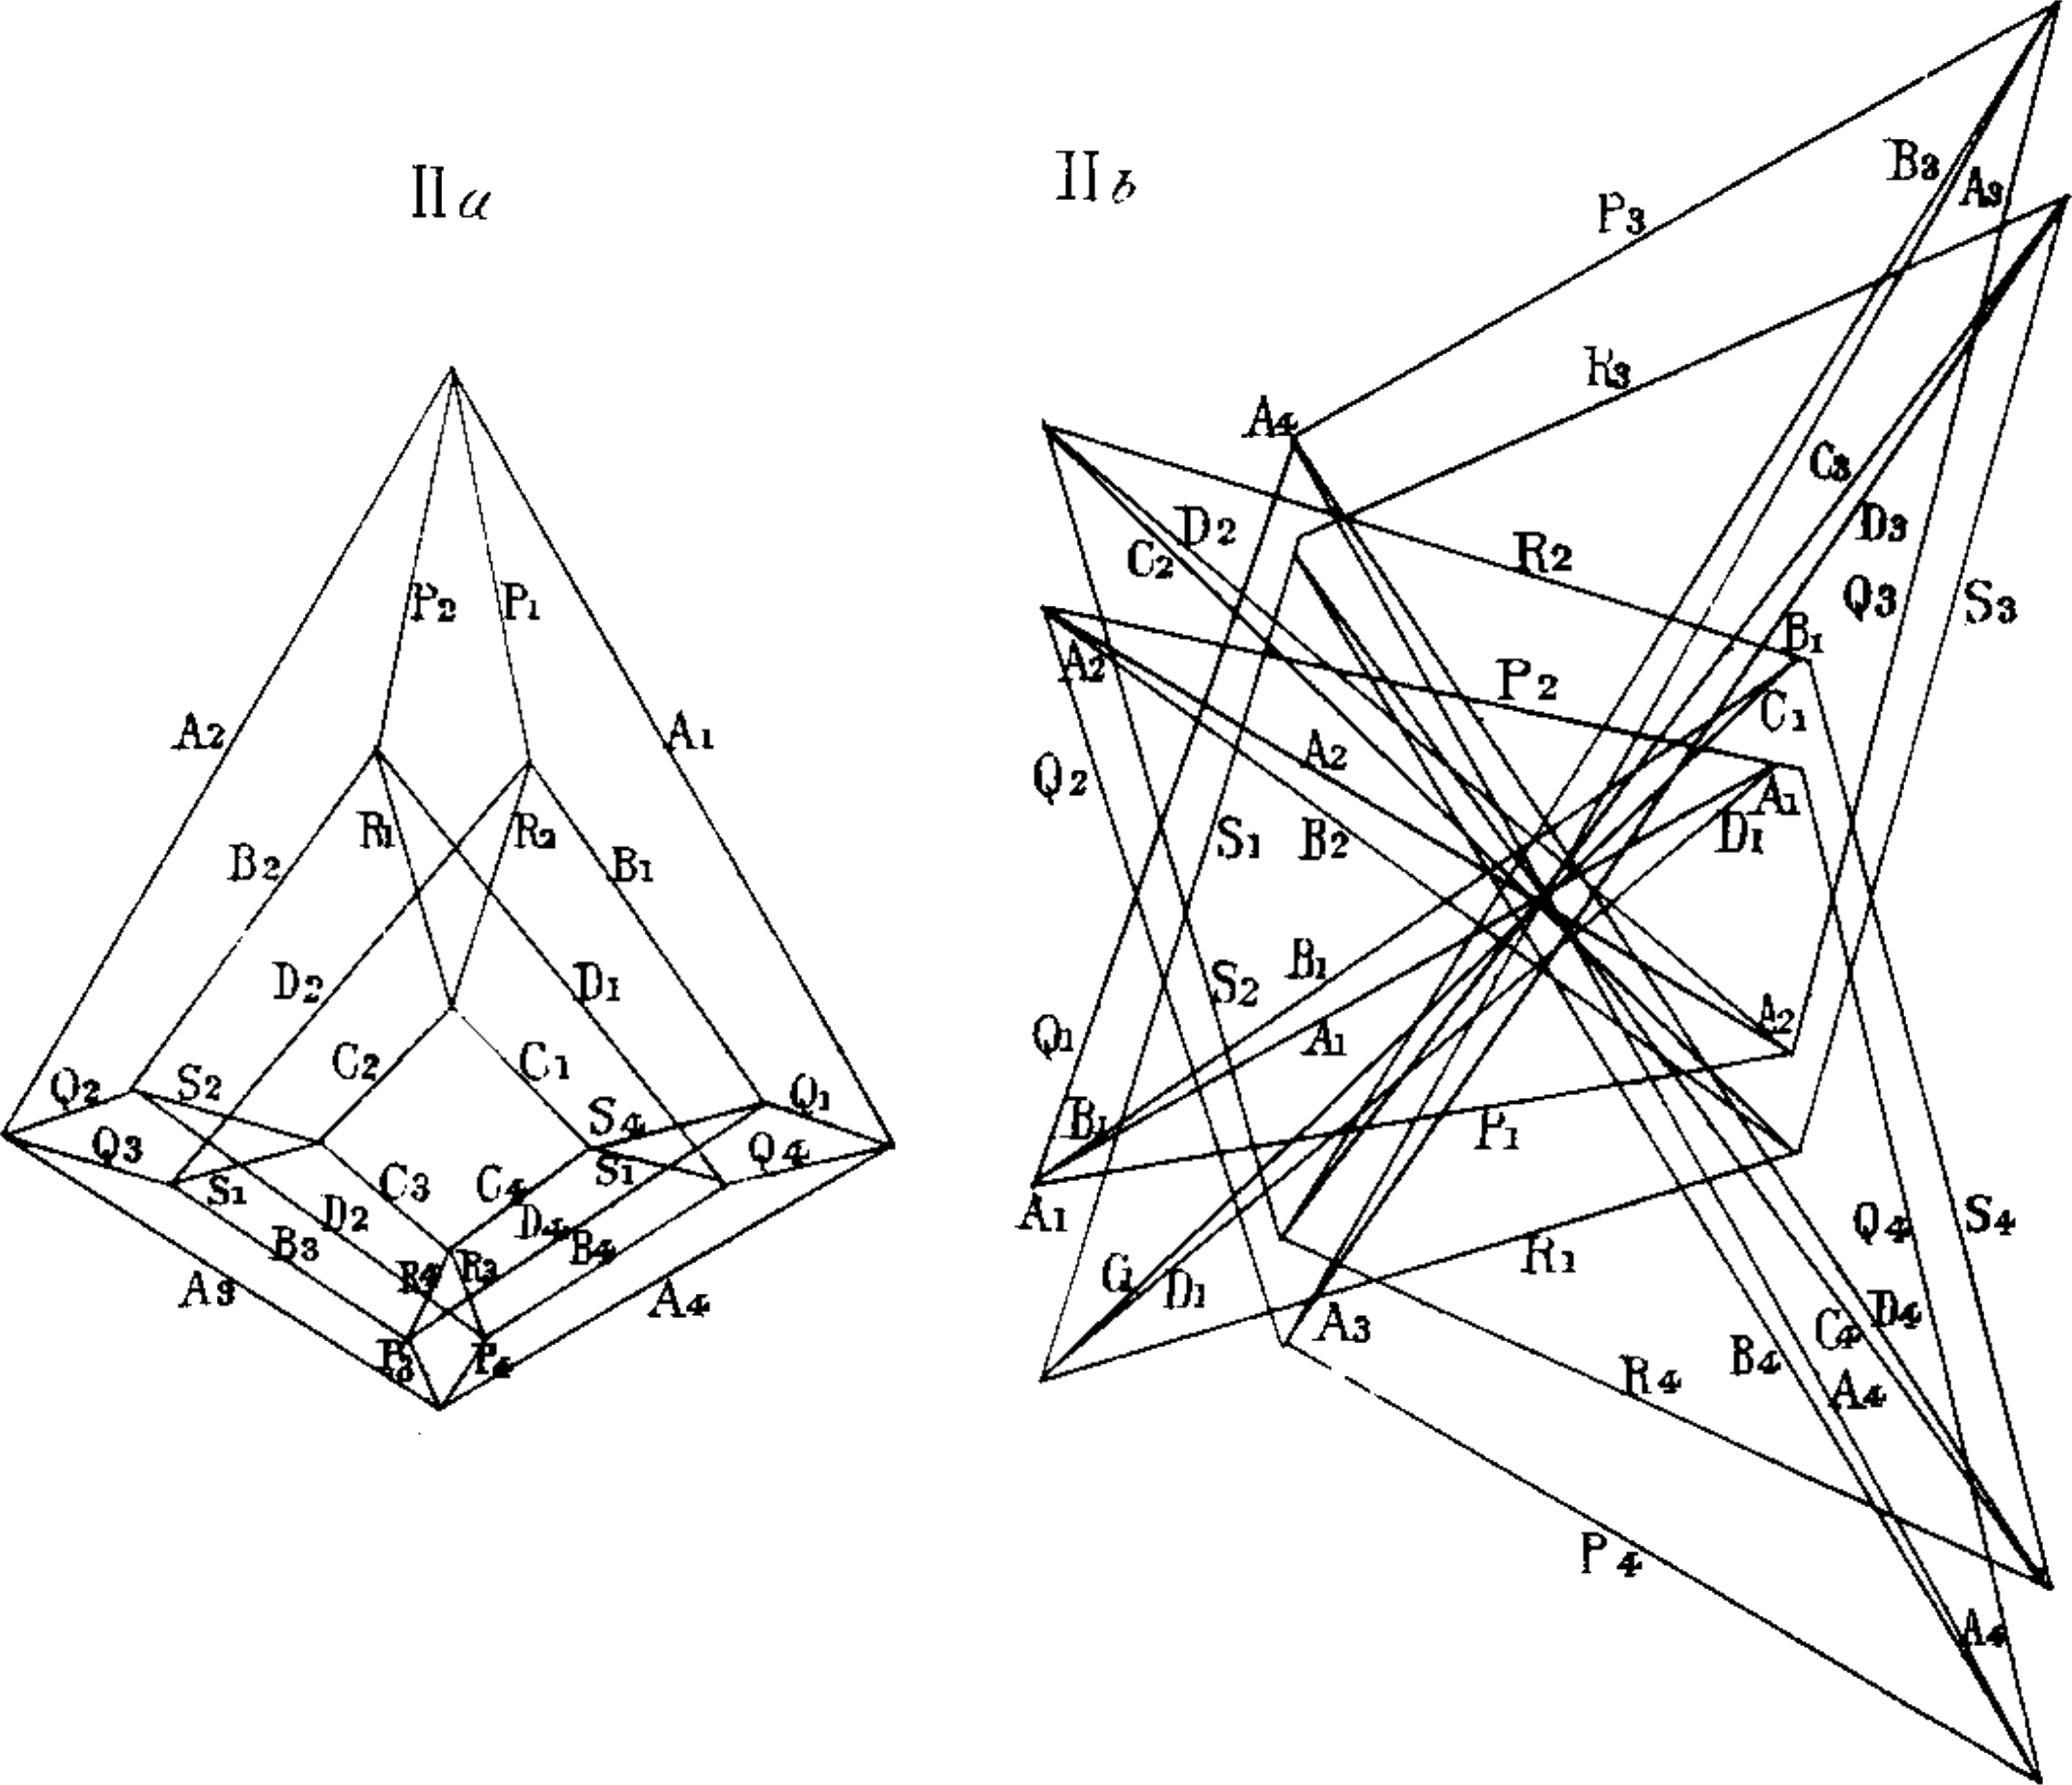 IIa
IIb
P2 P1
A2 A1
R1 R2
B2 B1
D2 D1
C2 C1
Q2 S2 S4 Q1
Q3 Q4
S1 C3 C4 S1
D2 D4
B3 B4
R4 R3
A3 A4
P3 P4
B3
A3
P3
R3
A4
C3
D2 D3
C2 R2
Q3 S3
B1
A2 P2
C1
Q2 A2
A1
S1 B2 D1
B1
S2
A2
Q1 A1
B1 P1
A1
S4
Q4
R1
G1 D1
D4
A3 C4
B4
R4 A4
P4
A4